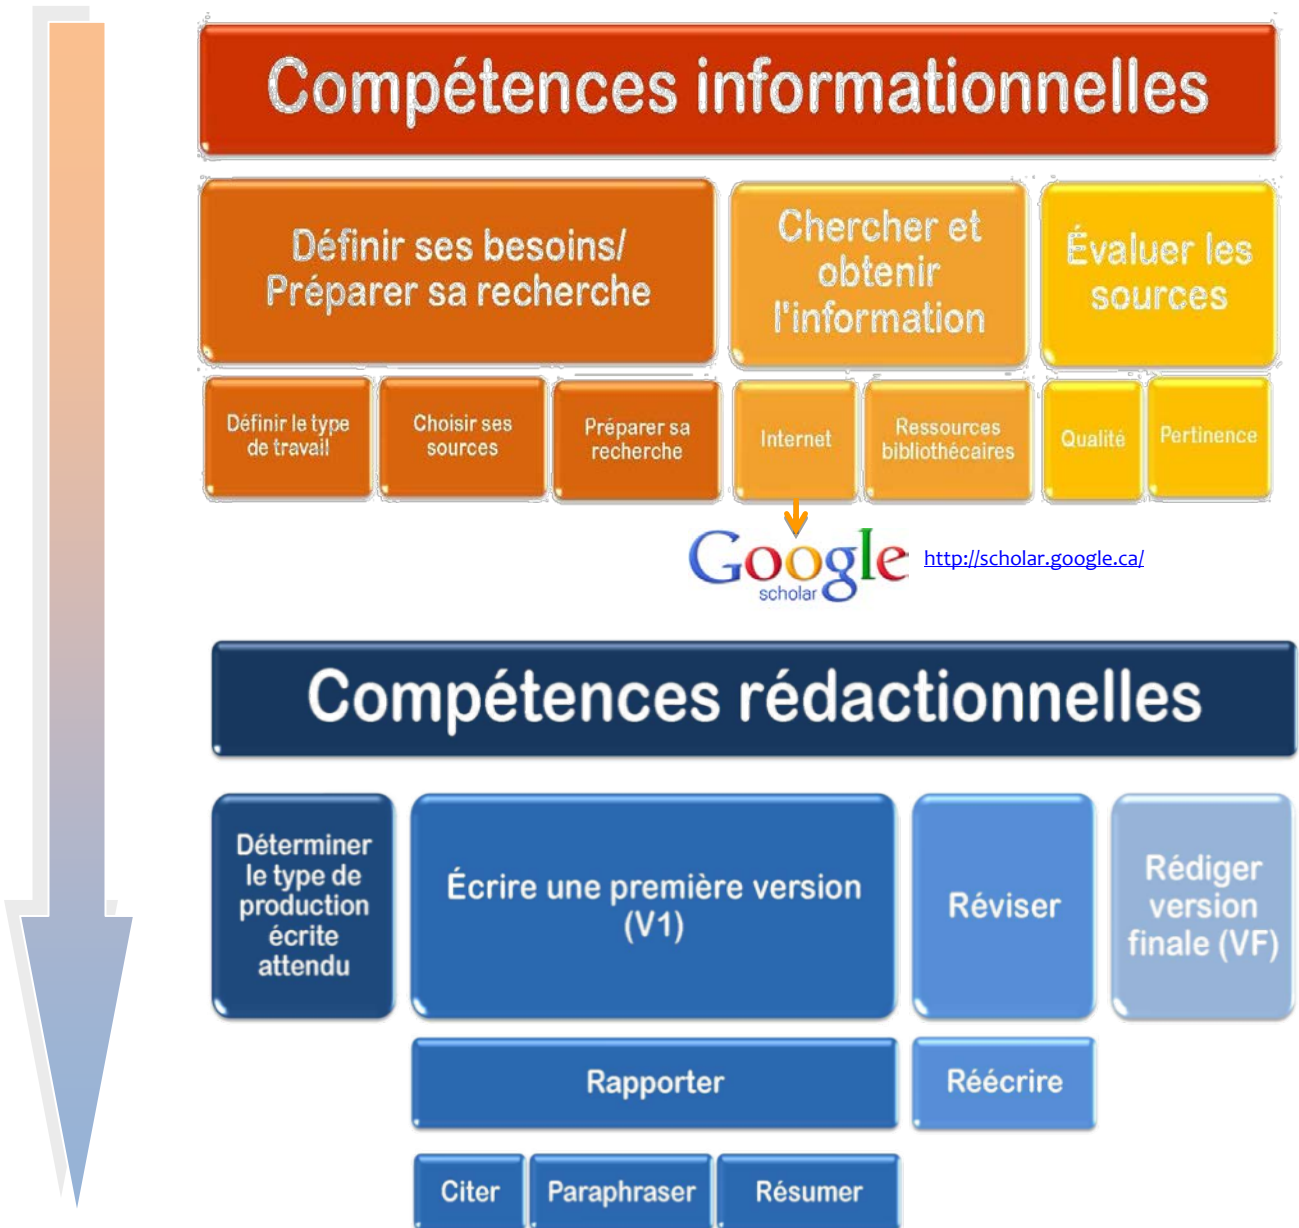 Compétences informationnelles
Définir ses besoins/
Préparer sa recherche
Chercher et
obtenir
l'information
Évaluer les
sources
Définir le type
de travail
Choisir ses
sources
Préparer sa
recherche
Internet
Ressources
bibliothécaires
Qualité
Pertinence
Google
scholar
http://scholar.google.ca/
Compétences rédactionnelles
Déterminer
le type de
production
écrite
attendu
Écrire une première version
(V1)
Réviser
Rédiger
version
finale (VF)
Rapporter
Réécrire
Citer
Paraphraser
Résumer